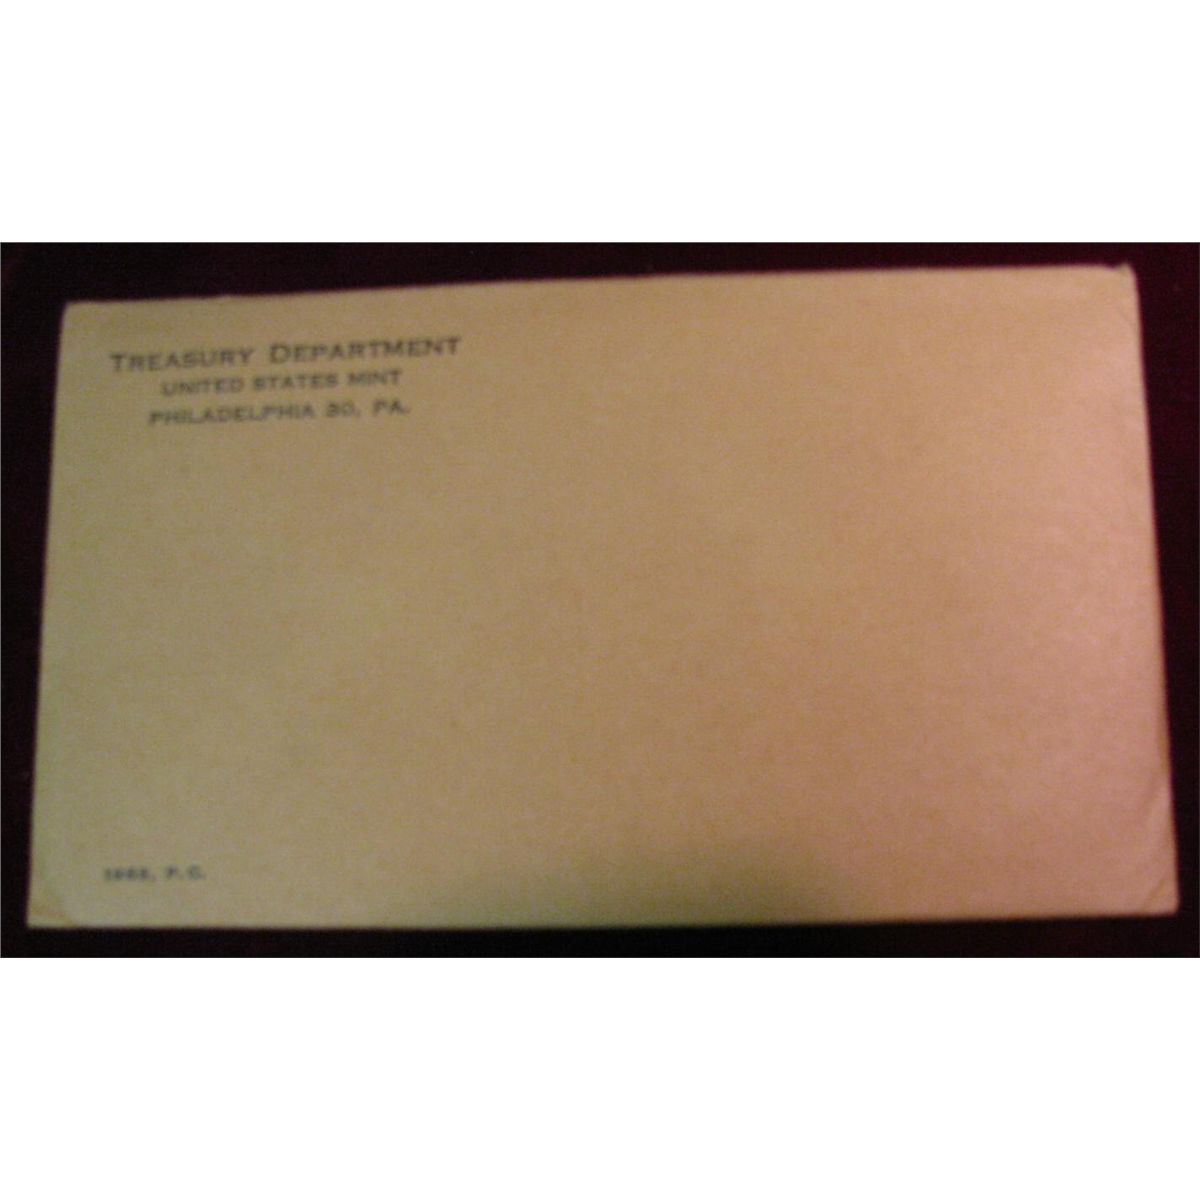 TREASURY DEPARTMENT
UNITED STATES MINT
PHILADELPHIA 30, PA.
P.C.